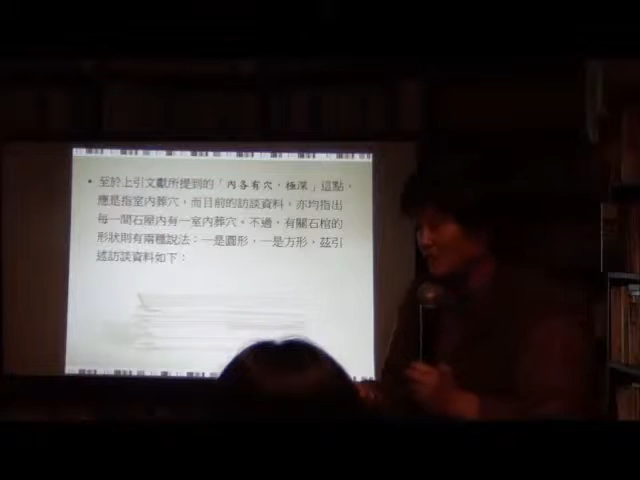 • 至於上引文獻所提到的「內各有穴，極深」這點，
應是指室內葬穴，而目前的訪談資料，亦均指出
每一間石屋內有一室內葬穴。不過，有關石棺的
形狀則有兩種說法：一是圓形，一是方形，茲引
述訪談資料如下：